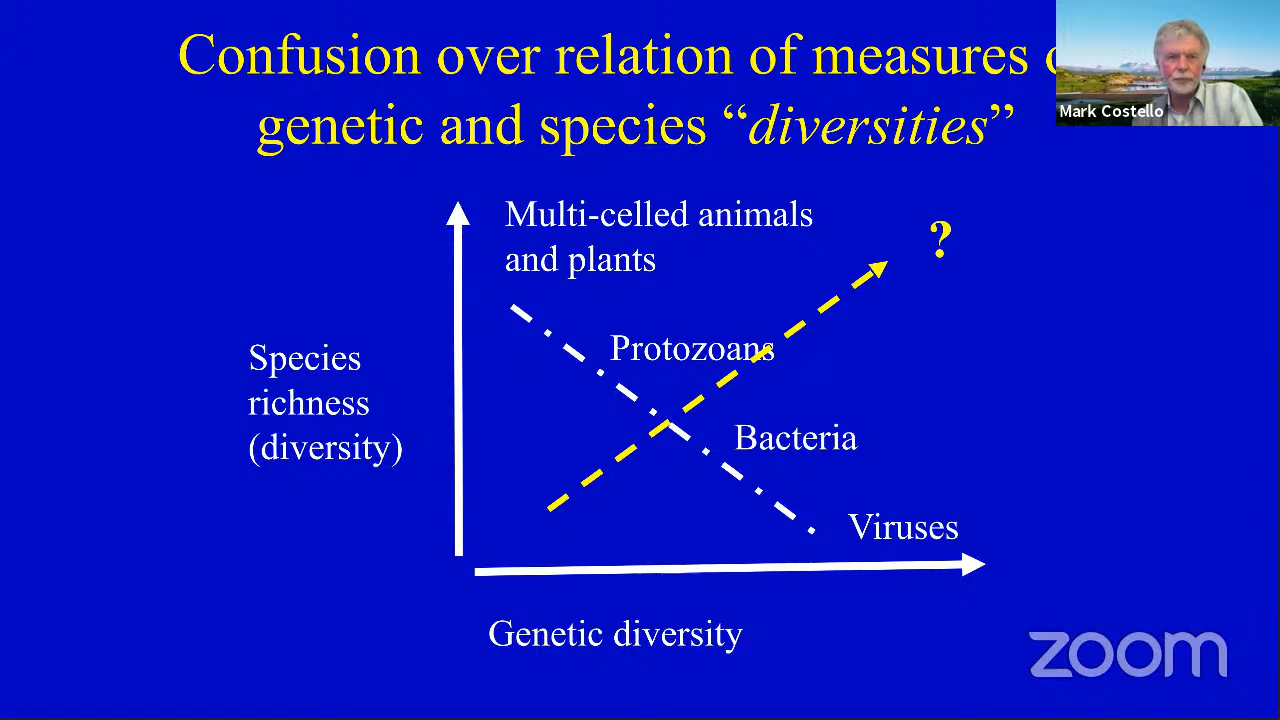 Confusion over relation of measures
genetic and species “diversities”
Mark Costello
Multi-celled animals
and plants
?
Protozoans
Species
richness
(diversity)
Bacteria
Viruses
Genetic diversity
zoom